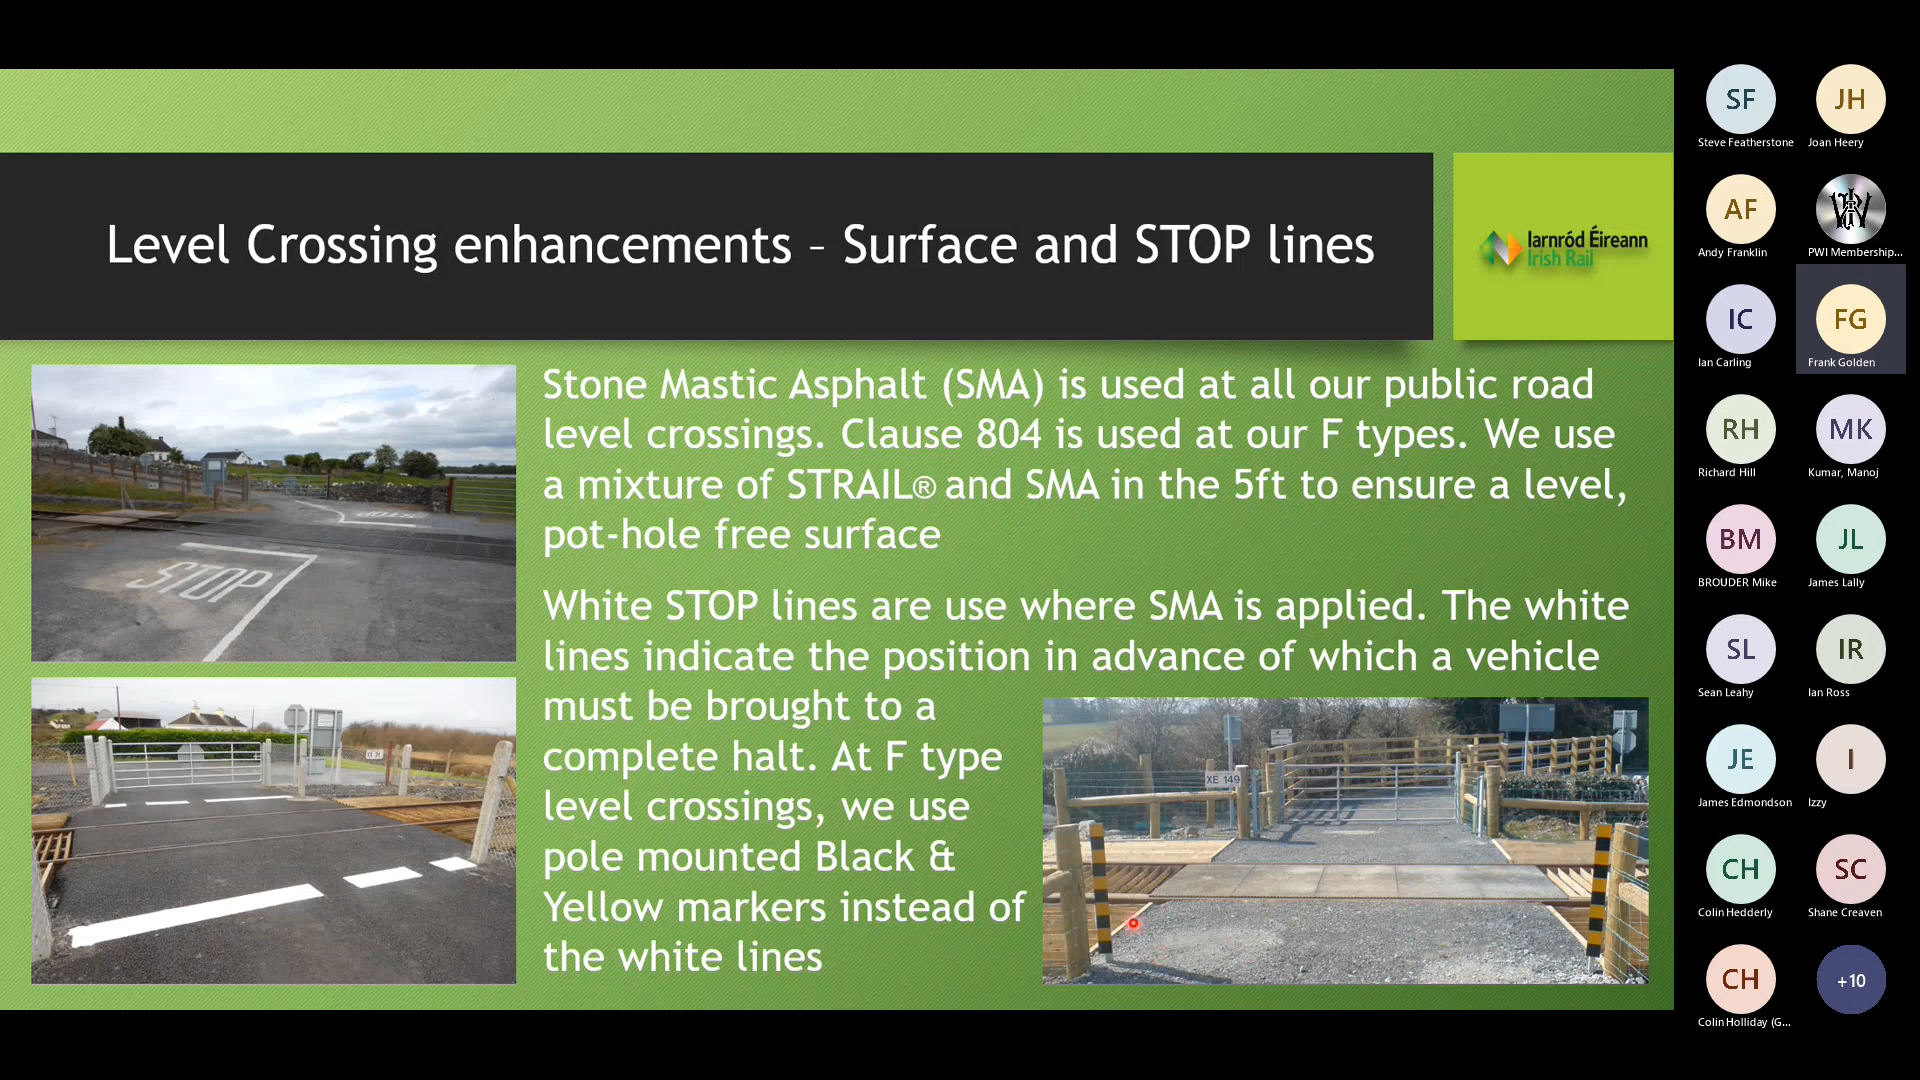 Level Crossing enhancements – Surface and STOP lines
Iarnród Éireann
Irish Rail
Stone Mastic Asphalt (SMA) is used at all our public road
level crossings. Clause 804 is used at our F types. We use
a mixture of STRAIL® and SMA in the 5ft to ensure a level,
pot-hole free surface
White STOP lines are use where SMA is applied. The white
lines indicate the position in advance of which a vehicle
must be brought to a
complete halt. At F type
level crossings, we use
pole mounted Black &
Yellow markers instead of
the white lines
STOP
STOP
XE 149
SF
JH
Steve Featherstone
Joan Heery
AF
Andy Franklin
PWI Membership...
IC
FG
Ian Carling
Frank Golden
RH
MK
Richard Hill
Kumar, Manoj
BM
JL
BROUDER Mike
James Lally
SL
IR
Sean Leahy
Ian Ross
JE
I
James Edmondson
Izzy
CH
SC
Colin Hedderly
Shane Creaven
CH
+10
Colin Holliday (G...